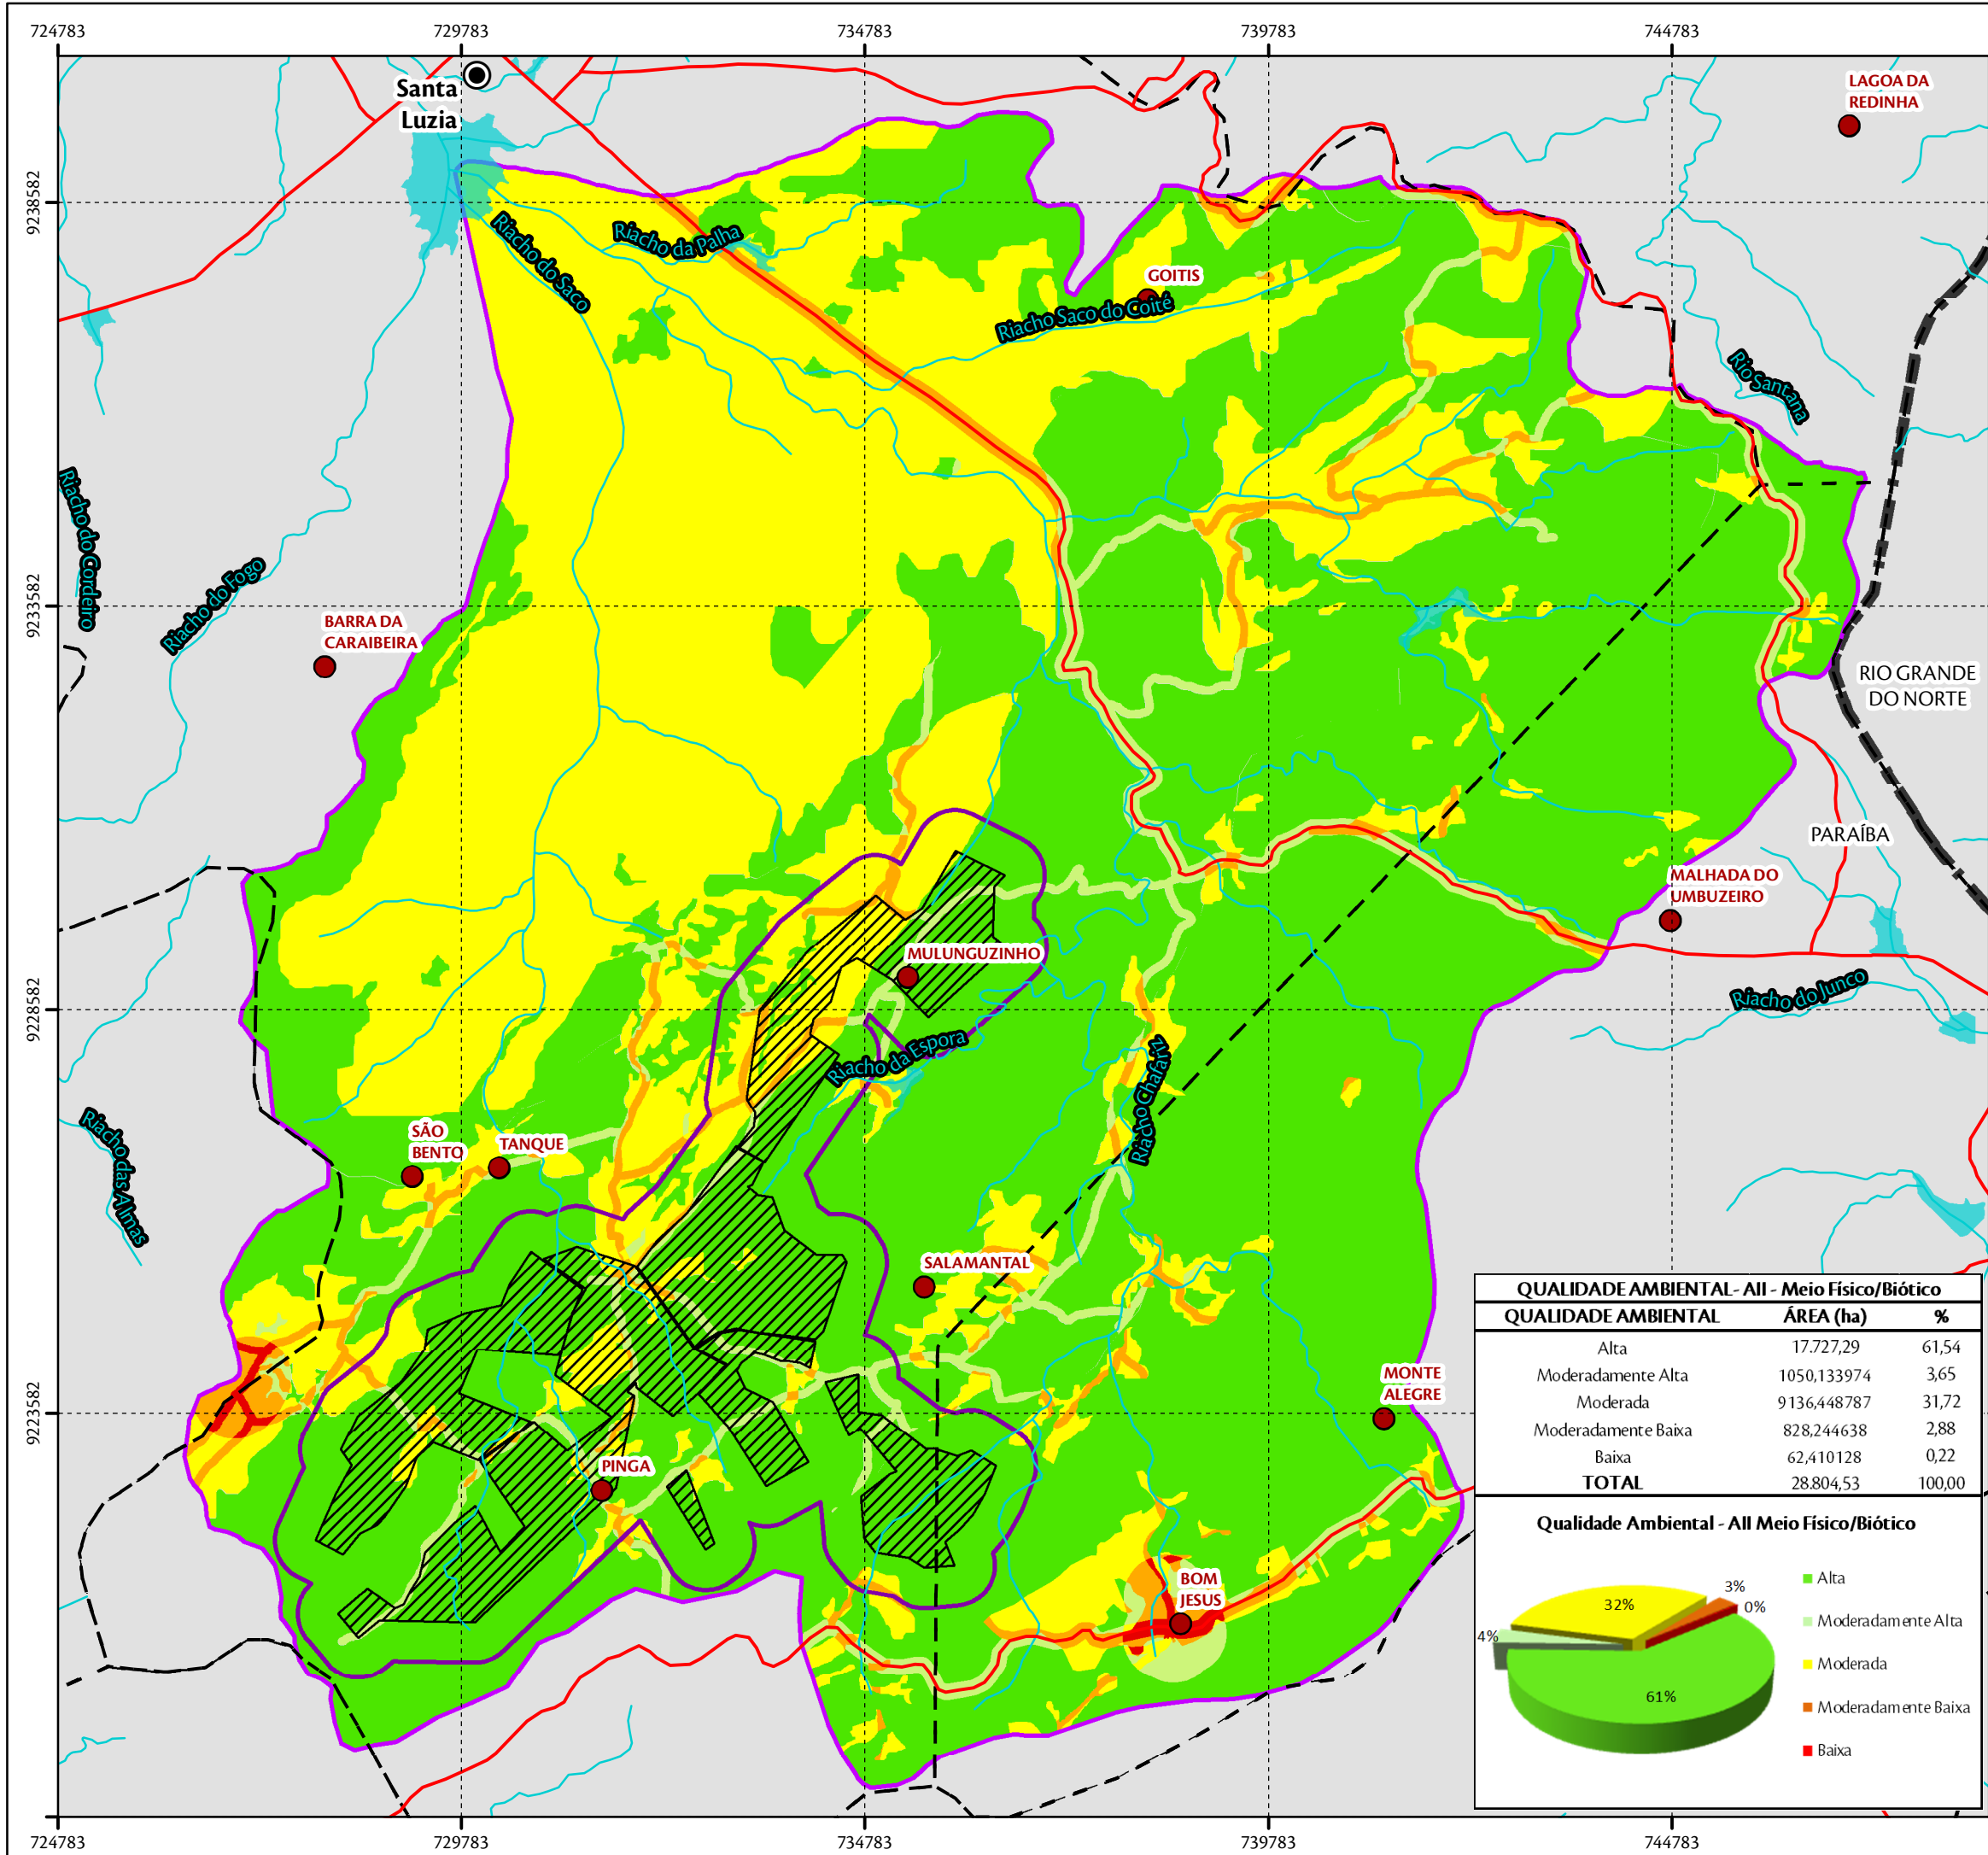 724783
729783
734783
739783
744783
Santa
Luzia
LAGOA DA
REDINHA
9238582
Riacho do Saco
Riacho da Palha
GOITIS
Riacho Saco do Coité
Rio Santana
Riacho do Cordeiro
Riacho do Fogo
9233582
BARRA DA
CARAIBEIRA
RIO GRANDE
DO NORTE
PARAÍBA
MALHADA DO
UMBUZEIRO
MULUNGUZINHO
9228582
Riacho do Junco
Riacho da Espora
Riacho Chafariz
Riacho das Almas
SÃO
BENTO
TANQUE
SALAMANTAL
MONTE
ALEGRE
9223582
PINGA
BOM
JESUS
QUALIDADE AMBIENTAL- AII - Meio Físico/Biótico
QUALIDADE AMBIENTAL ÁREA (ha) %
Alta 17.727,29 61,54
Moderadamente Alta 1050,133974 3,65
Moderada 9136,448787 31,72
Moderadamente Baixa 828,244638 2,88
Baixa 62,410128 0,22
TOTAL 28.804,53 100,00
Qualidade Ambiental - AII Meio Físico/Biótico
32%
3%
0%
4%
61%
Alta
Moderadamente Alta
Moderada
Moderadamente Baixa
Baixa
724783
729783
734783
739783
744783